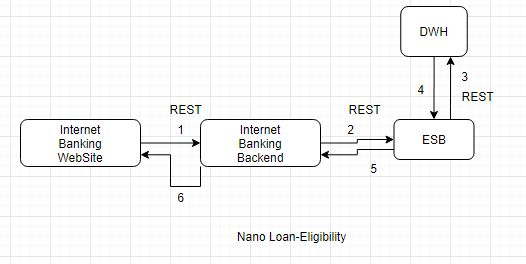 DWH
4
3
REST
REST
REST
Internet
Banking
WebSite
1
Internet
Banking
Backend
2
ESB
5
6
Nano Loan-Eligibility